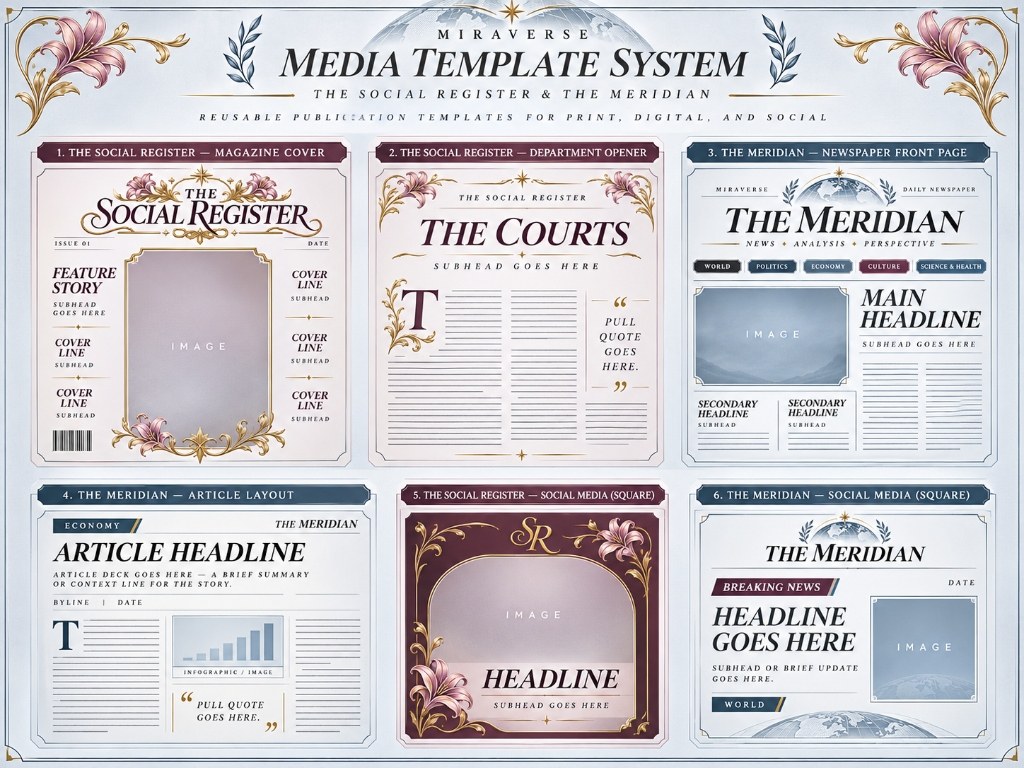 MIRAVERSE
MEDIA TEMPLATE SYSTEM
THE SOCIAL REGISTER & THE MERIDIAN
REUSABLE PUBLICATION TEMPLATES FOR PRINT, DIGITAL, AND SOCIAL
1. THE SOCIAL REGISTER — MAGAZINE COVER
THE
SOCIAL REGISTER
ISSUE 01
DATE
FEATURE
STORY
SUBHEAD
GOES HERE
COVER
LINE
SUBHEAD
COVER
LINE
SUBHEAD
IMAGE
COVER
LINE
SUBHEAD
COVER
LINE
SUBHEAD
COVER
LINE
SUBHEAD
2. THE SOCIAL REGISTER — DEPARTMENT OPENER
THE SOCIAL REGISTER
THE COURTS
SUBHEAD GOES HERE
T
“
PULL
QUOTE
GOES
HERE.
”
3. THE MERIDIAN — NEWSPAPER FRONT PAGE
MIRAVERSE
DAILY NEWSPAPER
THE MERIDIAN
NEWS ✦ ANALYSIS ✦ PERSPECTIVE
WORLD
POLITICS
ECONOMY
CULTURE
SCIENCE & HEALTH
IMAGE
MAIN
HEADLINE
SUBHEAD GOES HERE
SECONDARY
HEADLINE
SUBHEAD
SECONDARY
HEADLINE
SUBHEAD
4. THE MERIDIAN — ARTICLE LAYOUT
ECONOMY
THE MERIDIAN
ARTICLE HEADLINE
ARTICLE DECK GOES HERE — A BRIEF SUMMARY
OR CONTEXT LINE FOR THE STORY.
BYLINE | DATE
T
INFOGRAPHIC / IMAGE
“ PULL QUOTE
GOES HERE. ”
5. THE SOCIAL REGISTER — SOCIAL MEDIA (SQUARE)
SR
IMAGE
HEADLINE
SUBHEAD GOES HERE
6. THE MERIDIAN — SOCIAL MEDIA (SQUARE)
THE MERIDIAN
BREAKING NEWS
DATE
HEADLINE
GOES HERE
SUBHEAD OR BRIEF UPDATE
GOES HERE.
IMAGE
WORLD